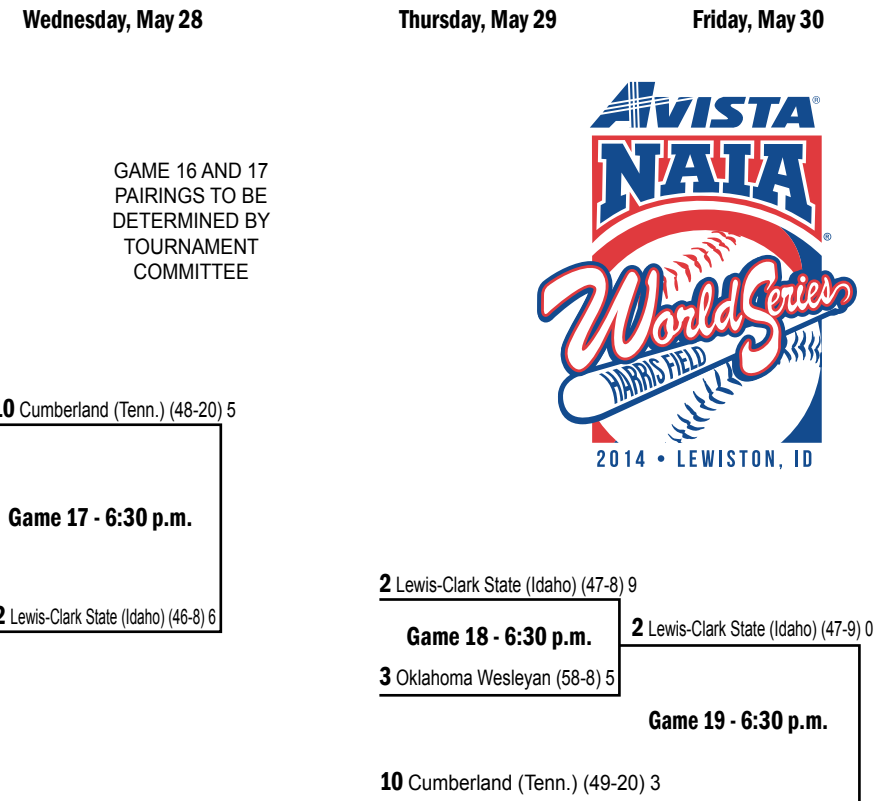 Wednesday, May 28
Thursday, May 29
Friday, May 30
AVISTA®
NAIA®
World Series
HARRIS FIELD
2014 • LEWISTON, ID
GAME 16 AND 17
PAIRINGS TO BE
DETERMINED BY
TOURNAMENT
COMMITTEE
10 Cumberland (Tenn.) (48-20) 5
Game 17 - 6:30 p.m.
2 Lewis-Clark State (Idaho) (46-8) 6
2 Lewis-Clark State (Idaho) (47-8) 9
Game 18 - 6:30 p.m.
3 Oklahoma Wesleyan (58-8) 5
2 Lewis-Clark State (Idaho) (47-9) 0
Game 19 - 6:30 p.m.
10 Cumberland (Tenn.) (49-20) 3